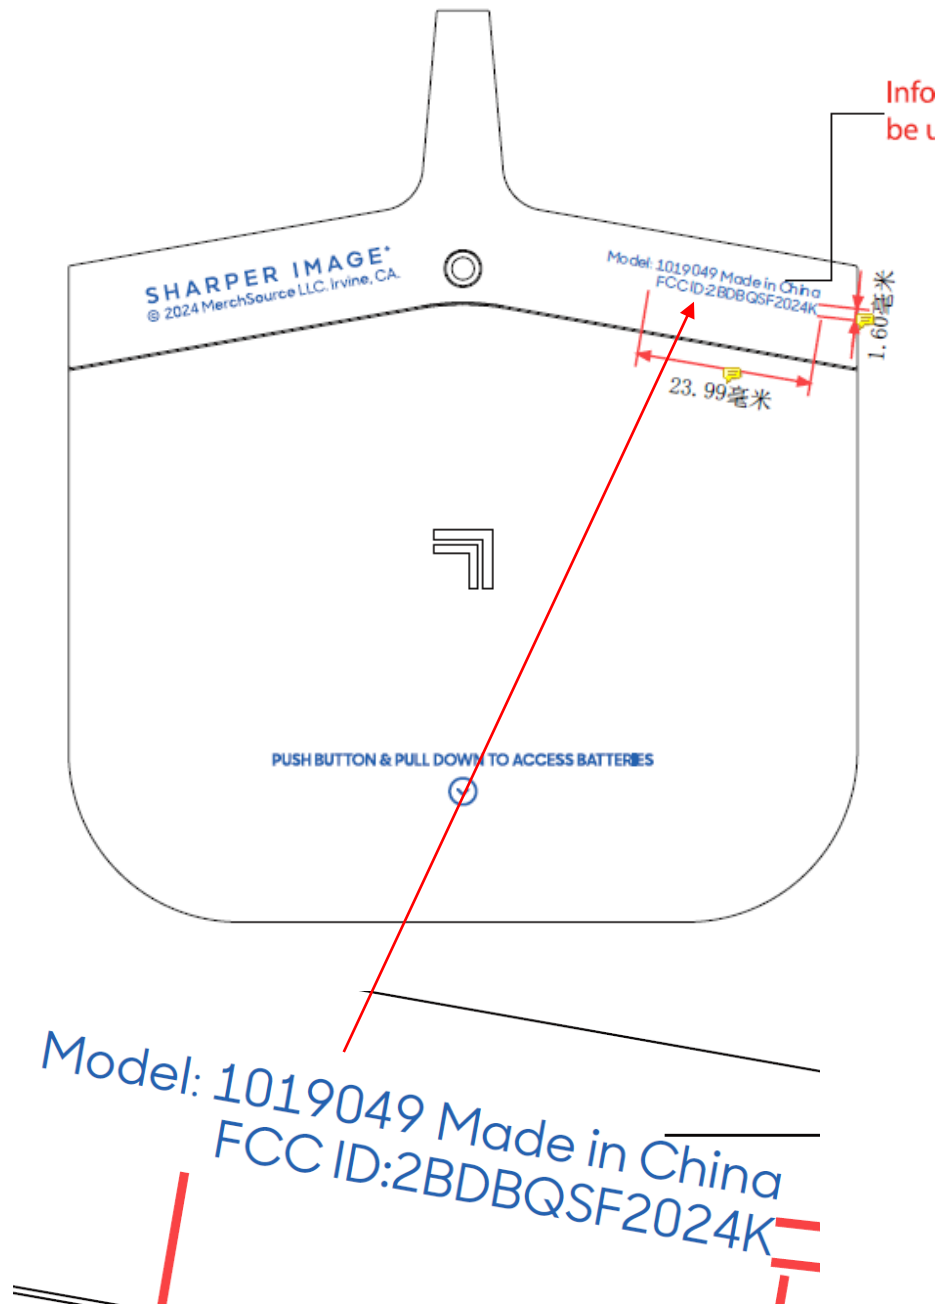 Info
be u
SHARPER IMAGE
© 2024 MerchSource LLC. Irvine, CA.
Model: 1019049 Made in China
FCC ID:2BDBQSF2024K
1.60毫米
23.99毫米
PUSH BUTTON & PULL DOWN TO ACCESS BATTERIES
Model: 1019049 Made in China
FCC ID:2BDBQSF2024K